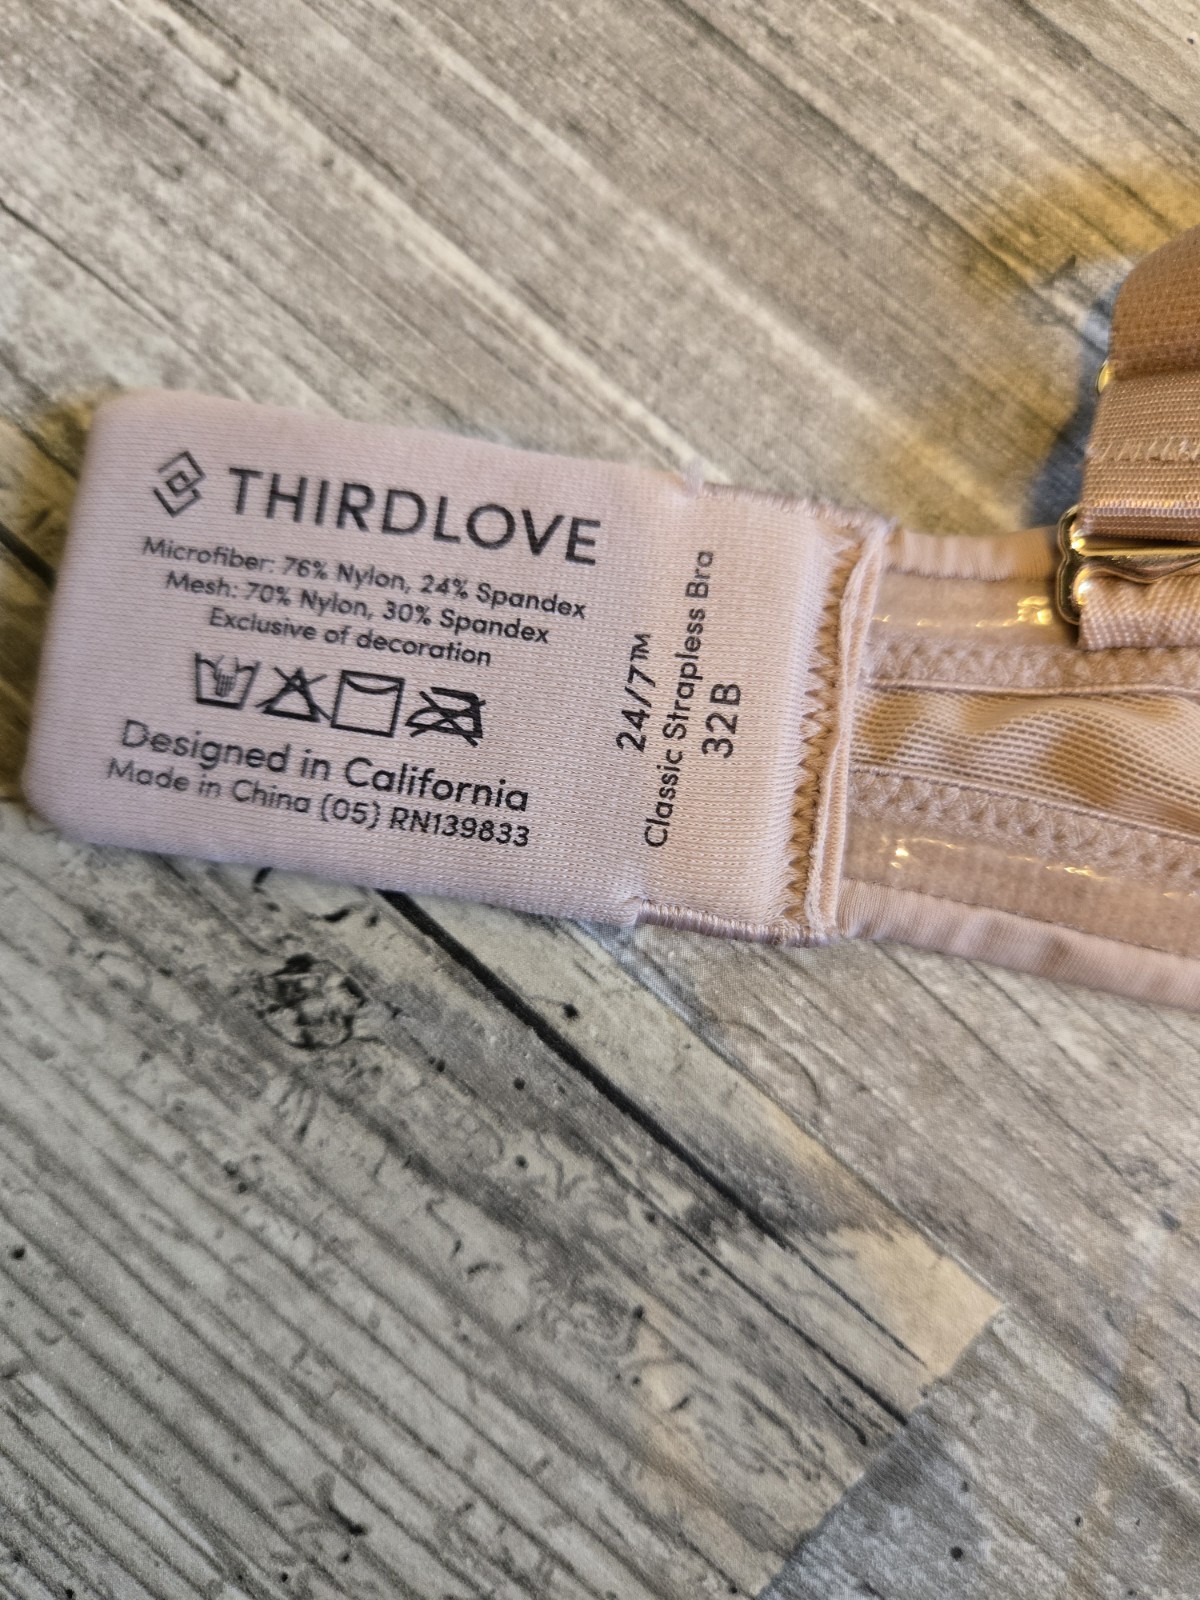 THIRDLOVE
Microfiber: 76% Nylon, 24% Spandex
Mesh: 70% Nylon, 30% Spandex
Exclusive of decoration
Designed in California
Made in China (05) RN139833
24/7™
Classic Strapless Bra
32B